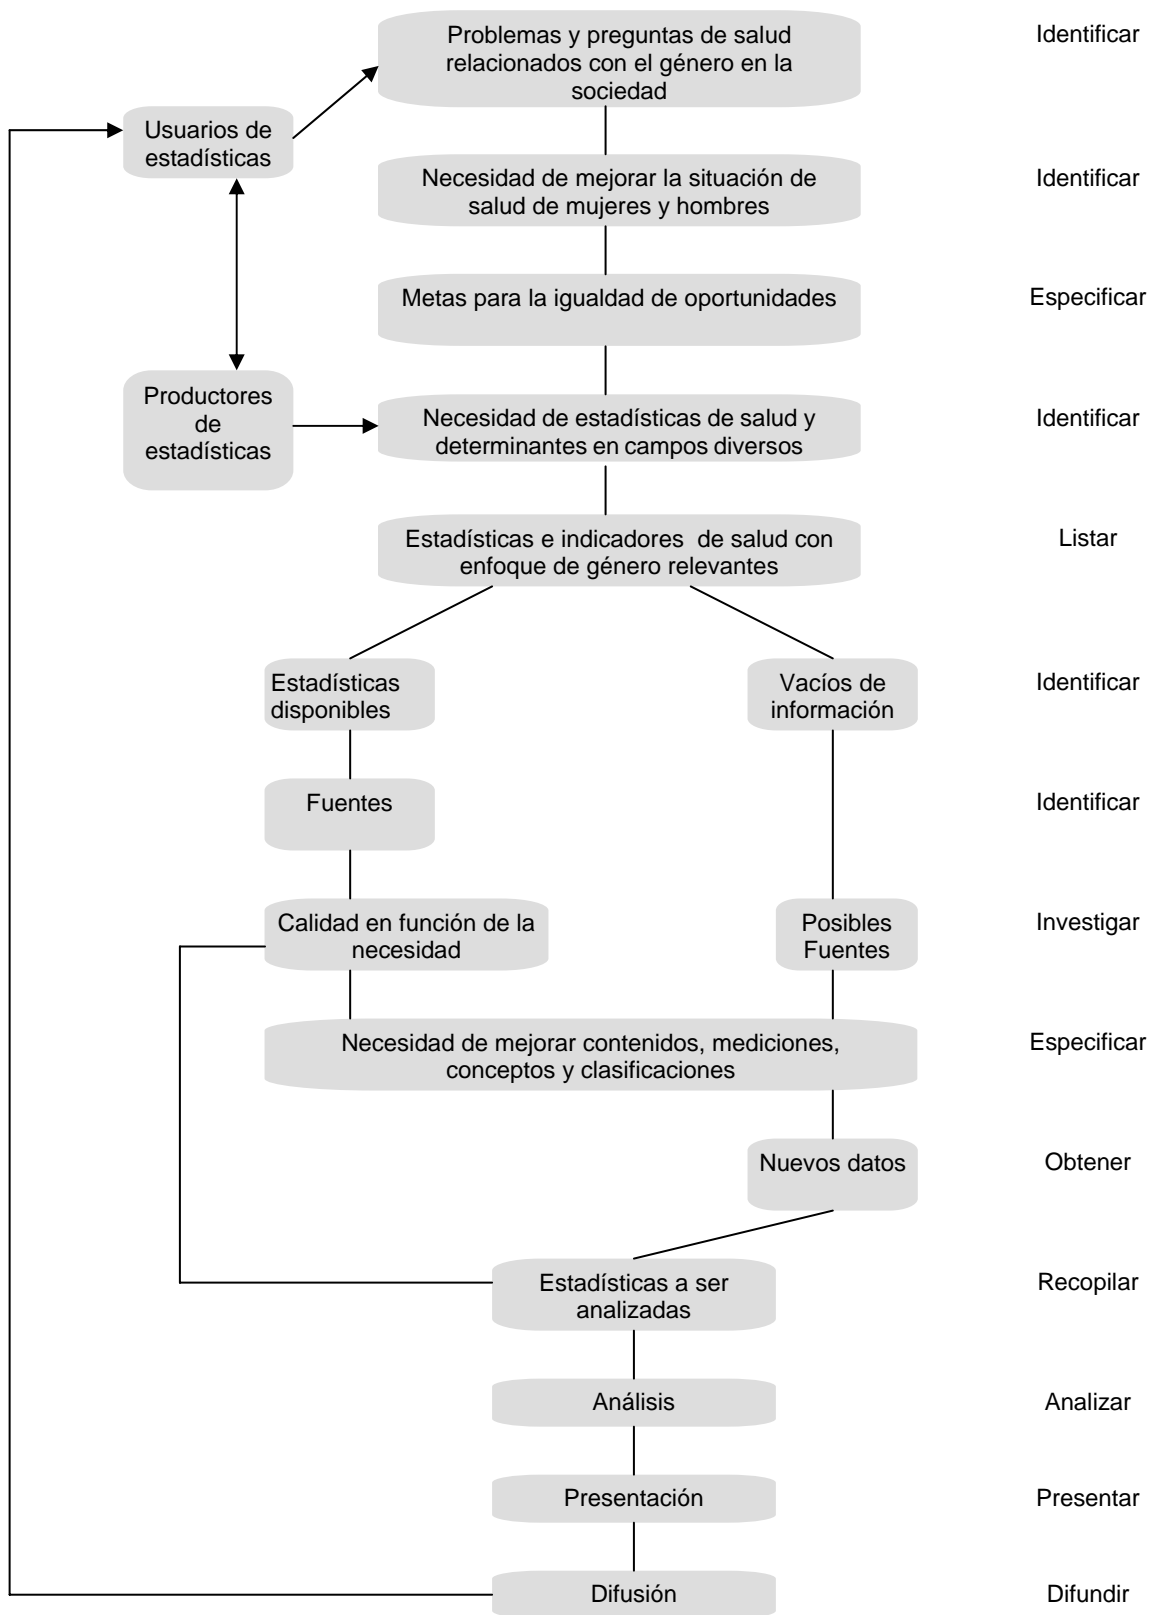 Problemas y preguntas de salud
relacionados con el género en la
sociedad
Identificar
Usuarios de
estadísticas
Necesidad de mejorar la situación de
salud de mujeres y hombres
Identificar
Metas para la igualdad de oportunidades
Especificar
Productores
de
estadísticas
Necesidad de estadísticas de salud y
determinantes en campos diversos
Identificar
Estadísticas e indicadores de salud con
enfoque de género relevantes
Listar
Estadísticas
disponibles
Vacíos de
información
Identificar
Fuentes
Identificar
Calidad en función de la
necesidad
Posibles
Fuentes
Investigar
Necesidad de mejorar contenidos, mediciones,
conceptos y clasificaciones
Especificar
Nuevos datos
Obtener
Estadísticas a ser
analizadas
Recopilar
Análisis
Analizar
Presentación
Presentar
Difusión
Difundir